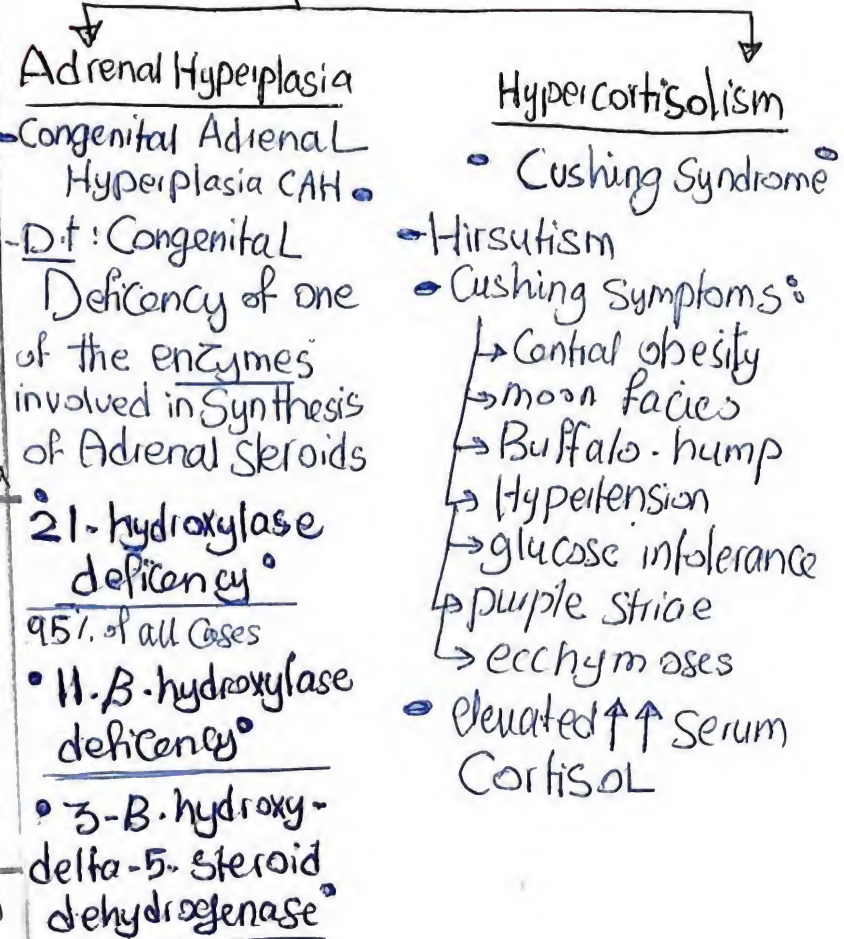 Adrenal Hyperplasia
- Congenital Adrenal
Hyperplasia CAH •
- D.t : Congenital
Deficency of one
of the enzymes
involved in Synthesis
of Adrenal Steroids
• 21-hydroxylase
deficency •
95% of all Cases
• 11.B.hydroxylase
deficency •
• 3-B.hydroxy-
delta-5. Steroid
dehydrogenase •
Hypercortisolism
• Cushing Syndrome •
- Hirsutism
• Cushing Symptoms:
→ Central obesity
→ moon facies
→ Buffalo.hump
→ Hypertension
→ glucose intolerance
→ purple striae
→ ecchymoses
• elevated ↑↑ Serum
Cortisol